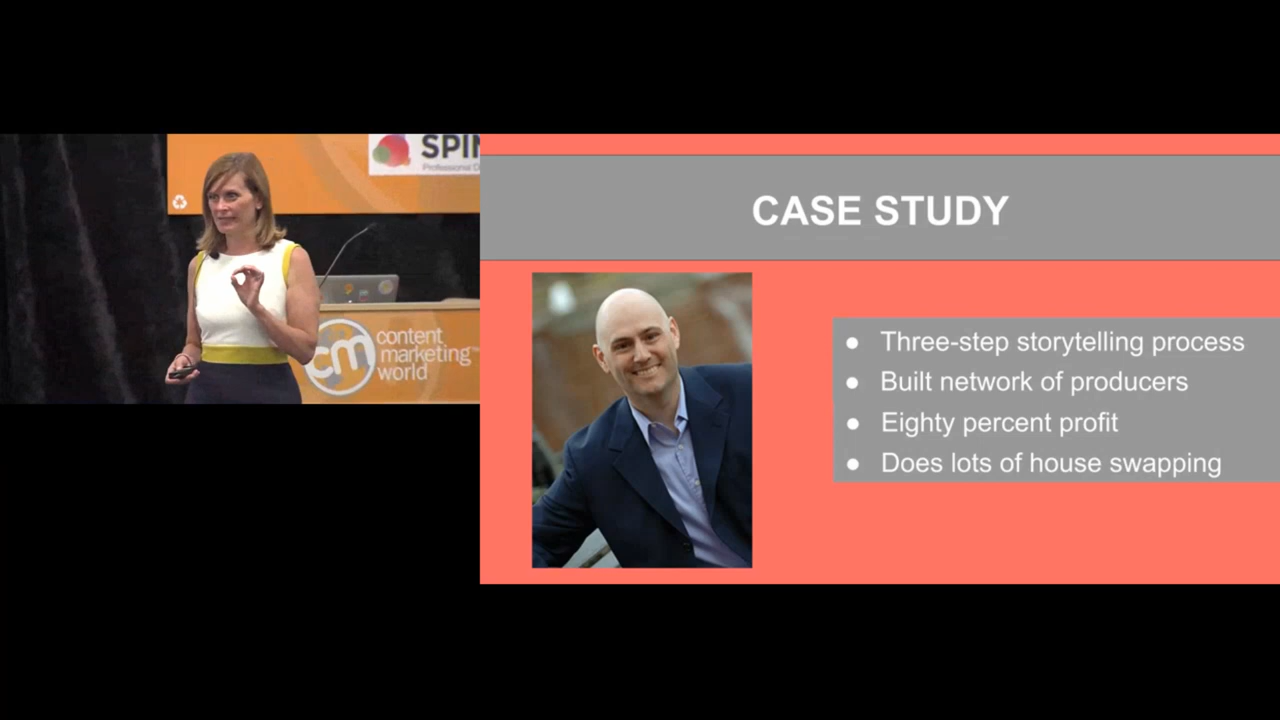 SPIN
Professional
cm
content
marketing
world
CASE STUDY
● Three-step storytelling process
● Built network of producers
● Eighty percent profit
● Does lots of house swapping